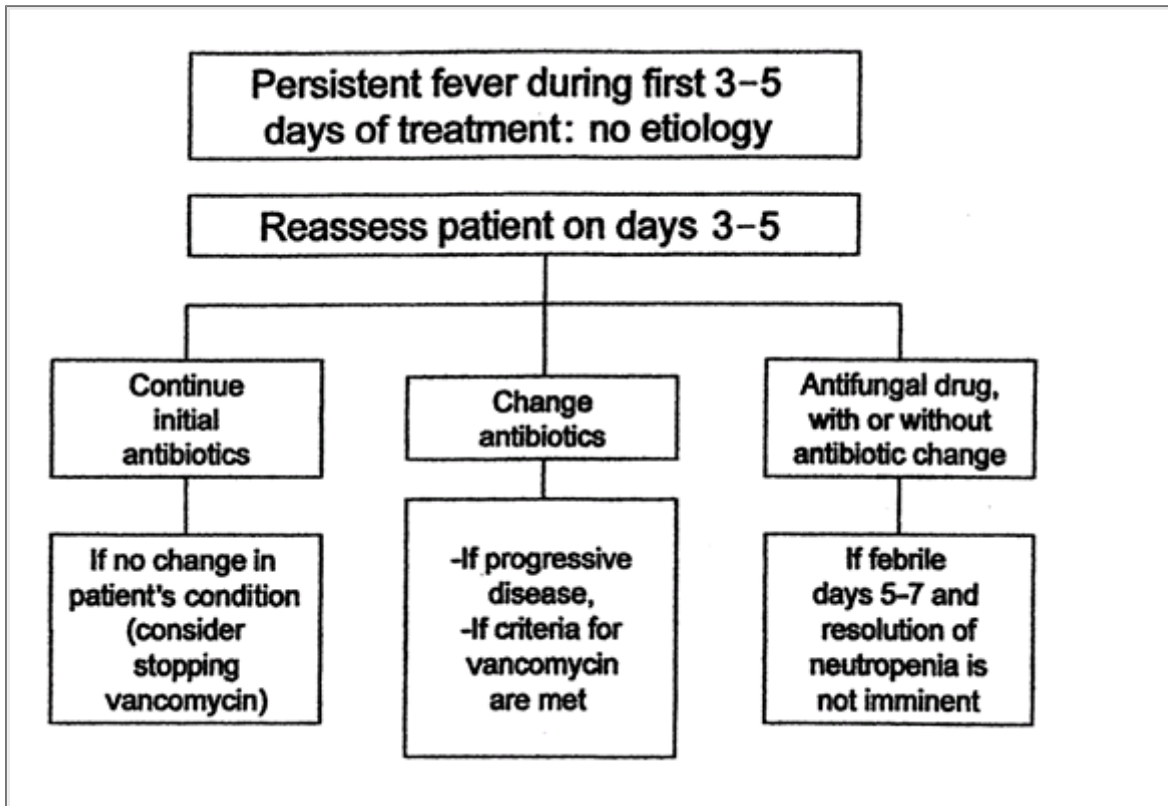 Persistent fever during first 3–5
days of treatment: no etiology
Reassess patient on days 3–5
Continue
initial
antibiotics
Change
antibiotics
Antifungal drug,
with or without
antibiotic change
If no change in
patient's condition
(consider
stopping
vancomycin)
-If progressive
disease,
-If criteria for
vancomycin
are met
If febrile
days 5–7 and
resolution of
neutropenia is
not imminent